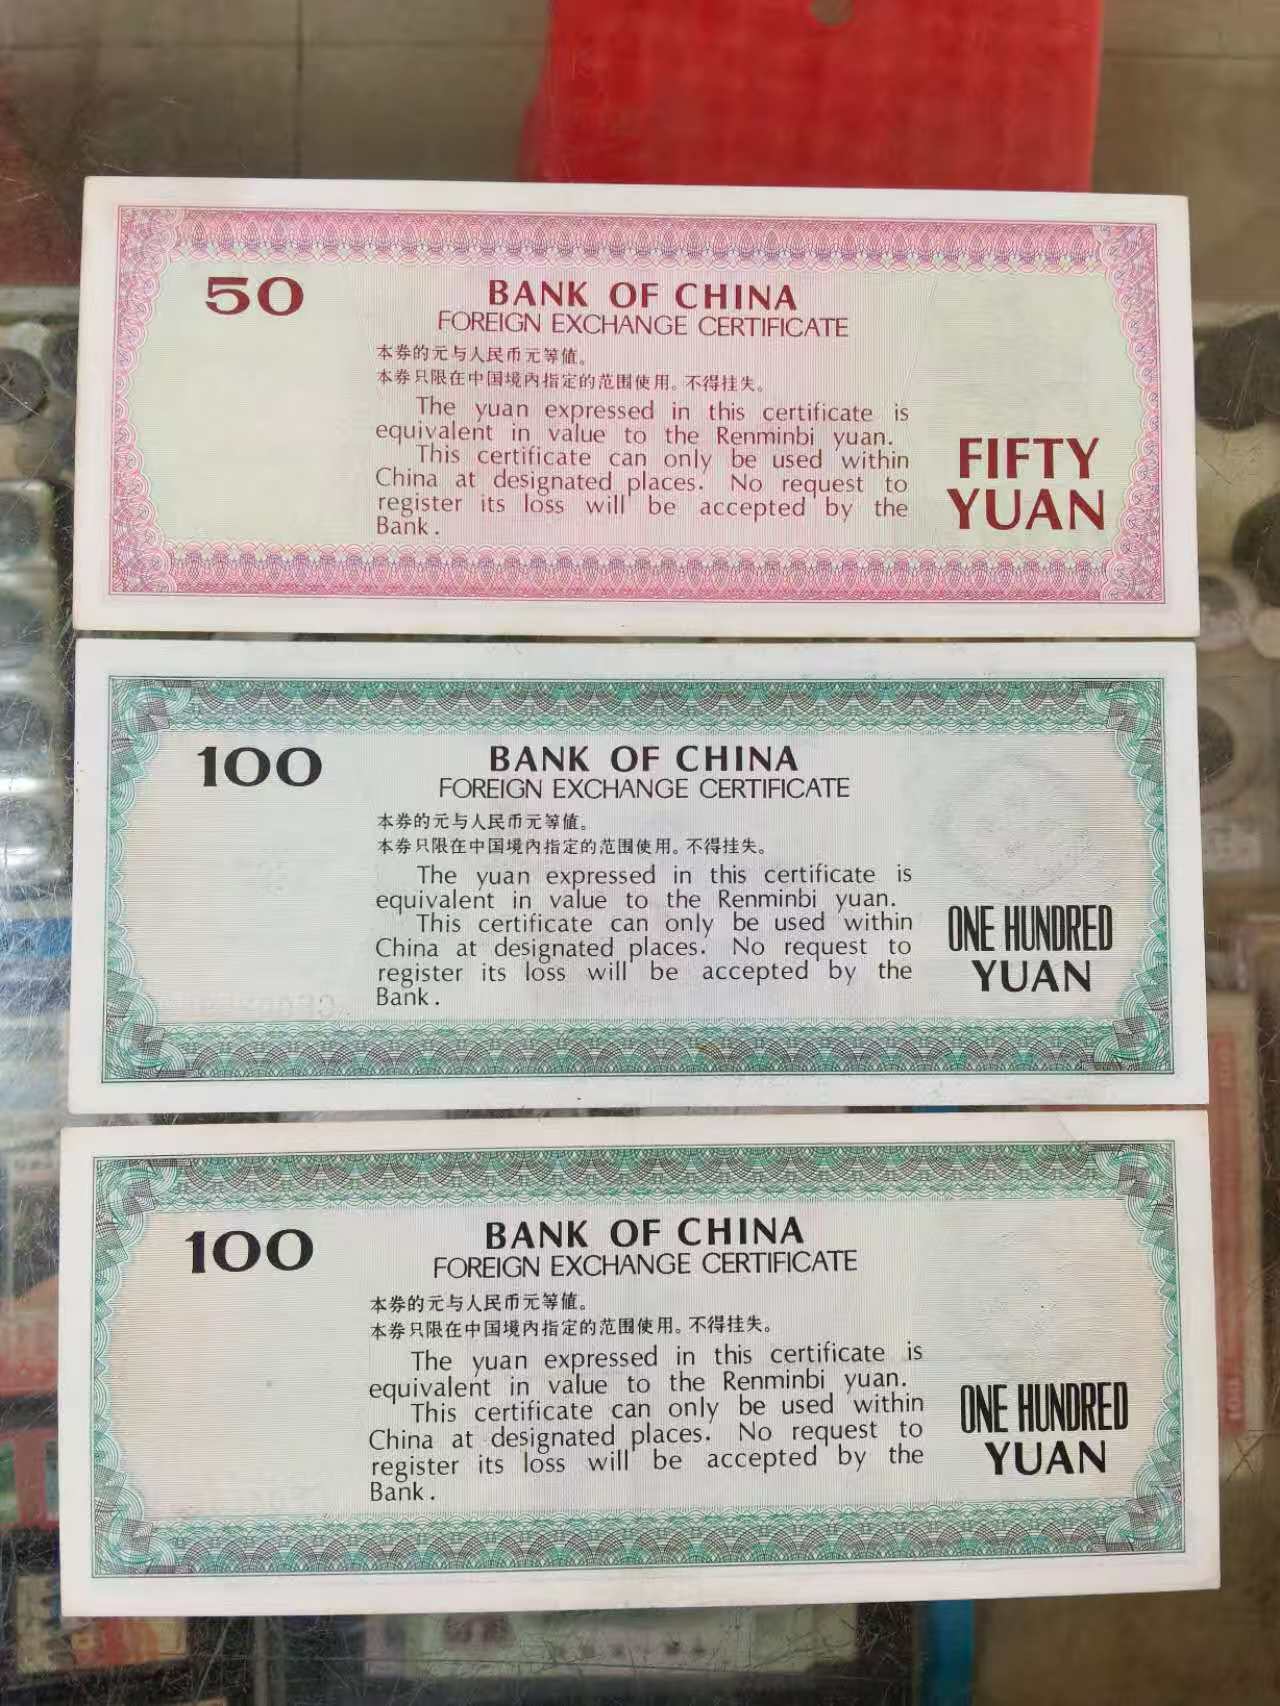 50
BANK OF CHINA
FOREIGN EXCHANGE CERTIFICATE
本券的元与人民币元等値。
本券只限在中国境內指定的范围使用。不得挂失。
The yuan expressed in this certificate is
equivalent in value to the Renminbi yuan.
This certificate can only be used within
China at designated places. No request to
register its loss will be accepted by the
Bank.
FIFTY
YUAN
100
BANK OF CHINA
FOREIGN EXCHANGE CERTIFICATE
本券的元与人民币元等値。
本券只限在中国境內指定的范围使用。不得挂失。
The yuan expressed in this certificate is
equivalent in value to the Renminbi yuan.
This certificate can only be used within
China at designated places. No request to
register its loss will be accepted by the
Bank.
ONE HUNDRED
YUAN
100
BANK OF CHINA
FOREIGN EXCHANGE CERTIFICATE
本券的元与人民币元等値。
本券只限在中国境內指定的范围使用。不得挂失。
The yuan expressed in this certificate is
equivalent in value to the Renminbi yuan.
This certificate can only be used within
China at designated places. No request to
register its loss will be accepted by the
Bank.
ONE HUNDRED
YUAN